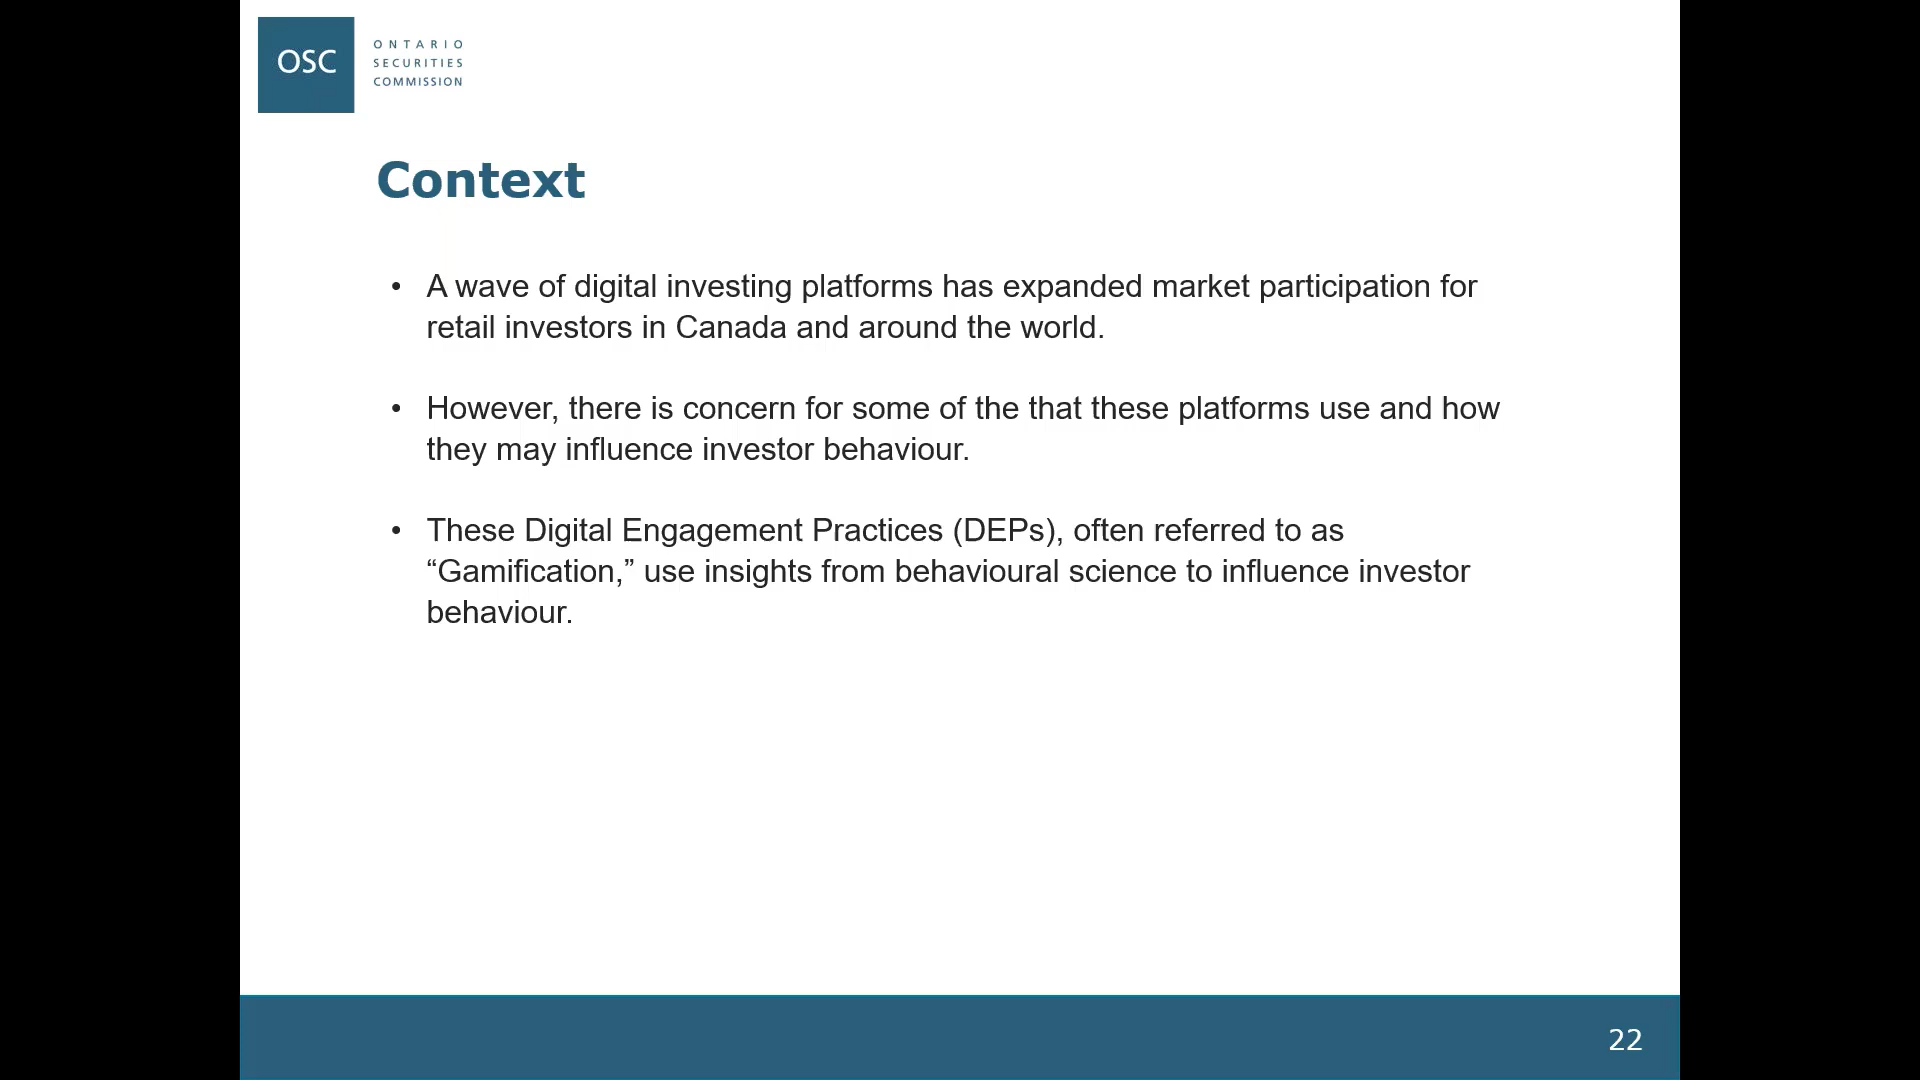 OSC
ONTARIO
SECURITIES
COMMISSION
Context
• A wave of digital investing platforms has expanded market participation for
retail investors in Canada and around the world.
• However, there is concern for some of the that these platforms use and how
they may influence investor behaviour.
• These Digital Engagement Practices (DEPs), often referred to as
“Gamification,” use insights from behavioural science to influence investor
behaviour.
22